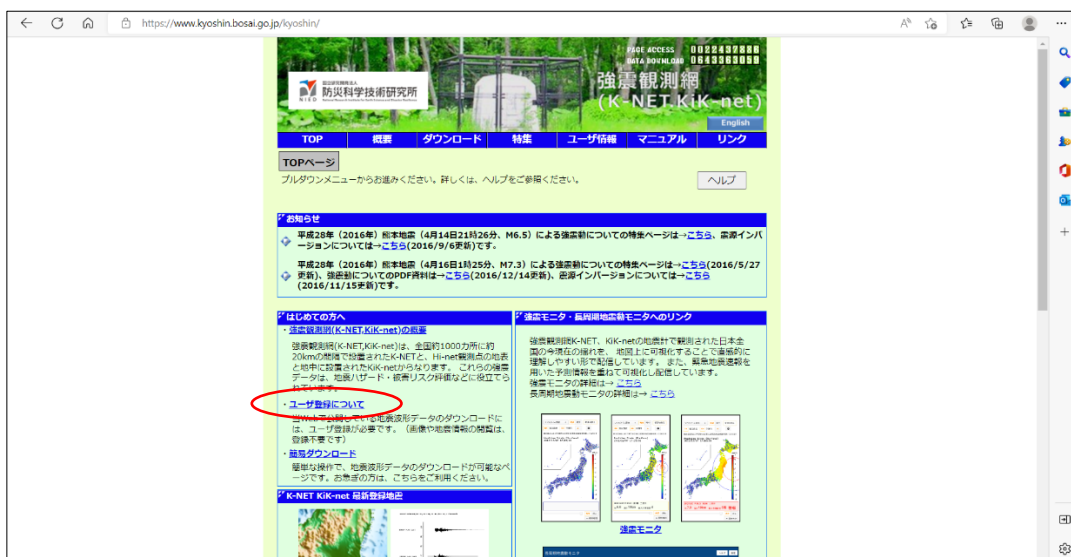 https://www.kyoshin.bosai.go.jp/kyoshin/
PAGE ACCESS
DATA DOWNLOAD
国立研究開発法人
防災科学技術研究所
NIED
強震観測網
(K-NET,KiK-net)
English
TOP 概要 ダウンロード 特集 ユーザ情報 マニュアル リンク
TOPページ
プルダウンメニューからお進みください。詳しくは、ヘルプをご参照ください。
ヘルプ
お知らせ
平成28年（2016年）熊本地震（4月14日21時26分、M6.5）による強震動についての特集ページは→こちら、震源インバ
ージョンについては→こちら(2016/9/6更新)です。
平成28年（2016年）熊本地震（4月16日1時25分、M7.3）による強震動についての特集ページは→こちら(2016/5/27
更新)、強震動についてのPDF資料は→こちら(2016/12/14更新)、震源インバージョンについては→こちら
(2016/11/15更新)です。
はじめての方へ
・強震観測網(K-NET,KiK-net)の概要
強震観測網(K-NET,KiK-net)は、全国約1000カ所に約
20kmの間隔で設置されたK-NETと、Hi-net観測点の地表
と地中に設置されたKiK-netからなります。 これらの強震
データは、地震ハザード・被害リスク評価などに役立てら
れています。
・ユーザ登録について
当Webで公開している地震波形データのダウンロードに
は、ユーザ登録が必要です。（画像や地震情報の閲覧は、
登録不要です）
・簡易ダウンロード
簡単な操作で、地震波形データのダウンロードが可能なペ
ージです。お急ぎの方は、こちらをご利用ください。
K-NET KiK-net 最新登録地震
強震モニタ・長周期地震動モニタへのリンク
強震観測網K-NET、KiK-netの地震計で観測された日本全
国の今現在の揺れを、 地図上に可視化することで直感的に
理解しやすい形で配信しています。 また、緊急地震速報を
用いた予測情報を重ねて可視化し配信しています。
強震モニタの詳細は→ こちら
長周期地震動モニタの詳細は→ こちら
強震モニタ